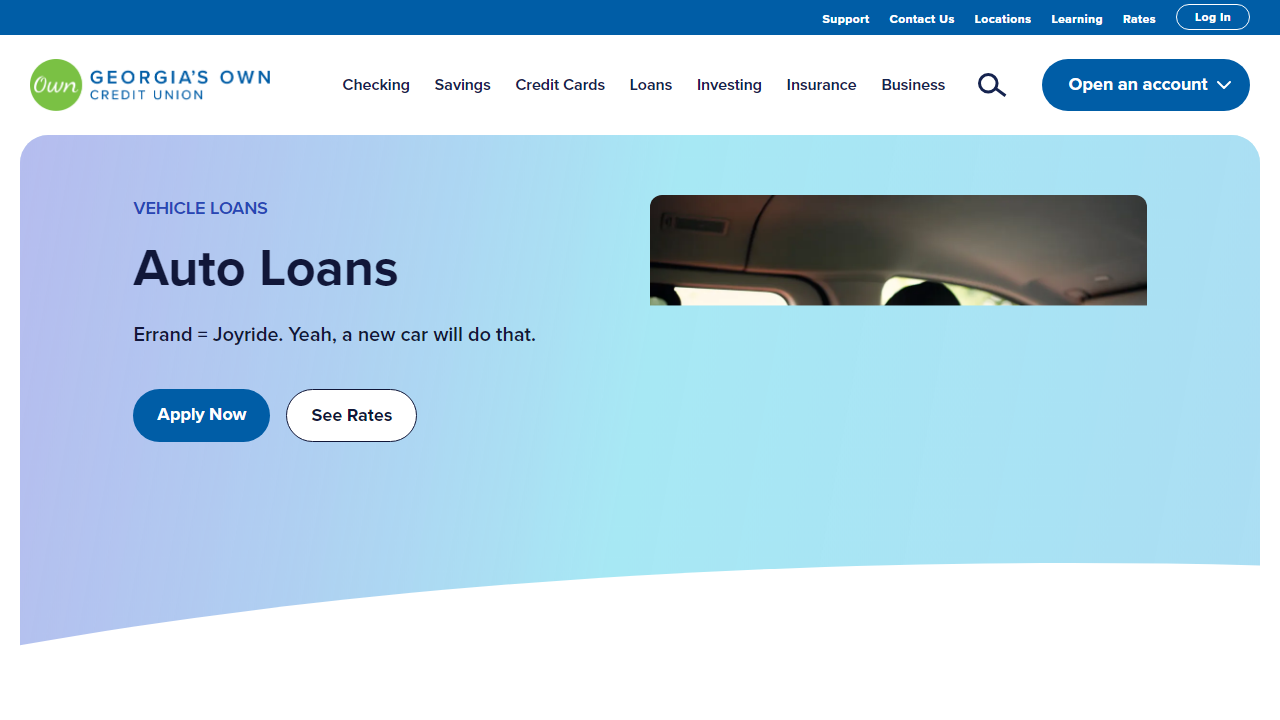 Support Contact Us Locations Learning Rates Log In
Own GEORGIA'S OWN
CREDIT UNION
Checking Savings Credit Cards Loans Investing Insurance Business Open an account
VEHICLE LOANS
Auto Loans
Errand = Joyride. Yeah, a new car will do that.
Apply Now See Rates